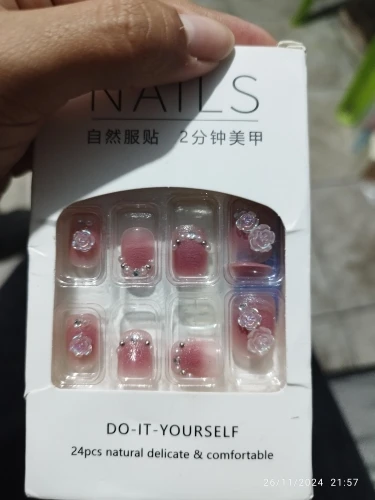 NAILS
自然服贴 2分钟美甲
DO-IT-YOURSELF
24pcs natural delicate & comfortable
26/11/2024 21:57